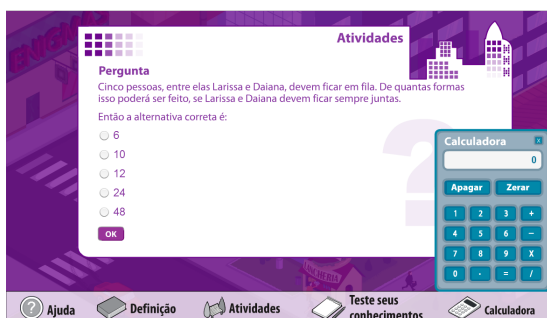 ENIGMAS
Atividades
Pergunta
Cinco pessoas, entre elas Larissa e Daiana, devem ficar em fila. De quantas formas
isso poderá ser feito, se Larissa e Daiana devem ficar sempre juntas.
Então a alternativa correta é:
6
10
12
24
48
OK
Calculadora X
0
Apagar Zerar
1 2 3 +
4 5 6 −
7 8 9 X
0 . = /
LANCHERIA
? Ajuda
Definição
Atividades
Teste seus
conhecimentos
Calculadora